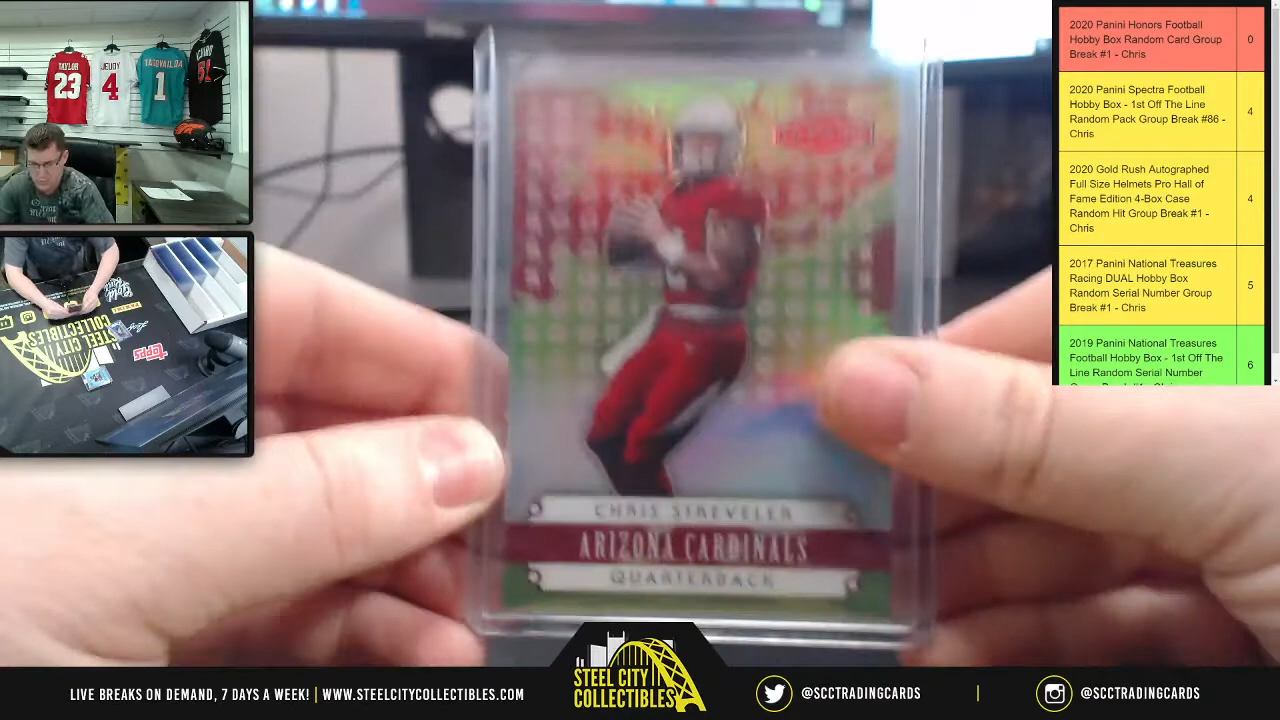 TAYLOR
23
JEUDY
4
TAGOVAILOA
1
51
STEEL CITY
COLLECTIBLES
Topps
CHRIS STREVELER
ARIZONA CARDINALS
QUARTERBACK
2020 Panini Honors Football
Hobby Box Random Card Group
Break #1 - Chris
0
2020 Panini Spectra Football
Hobby Box - 1st Off The Line
Random Pack Group Break #86 -
Chris
4
2020 Gold Rush Autographed
Full Size Helmets Pro Hall of
Fame Edition 4-Box Case
Random Hit Group Break #1 -
Chris
4
2017 Panini National Treasures
Racing DUAL Hobby Box
Random Serial Number Group
Break #1 - Chris
5
2019 Panini National Treasures
Football Hobby Box - 1st Off The
Line Random Serial Number
6
LIVE BREAKS ON DEMAND, 7 DAYS A WEEK! | WWW.STEELCITYCOLLECTIBLES.COM
STEEL CITY
COLLECTIBLES
@SCCTRADINGCARDS
@SCCTRADINGCARDS